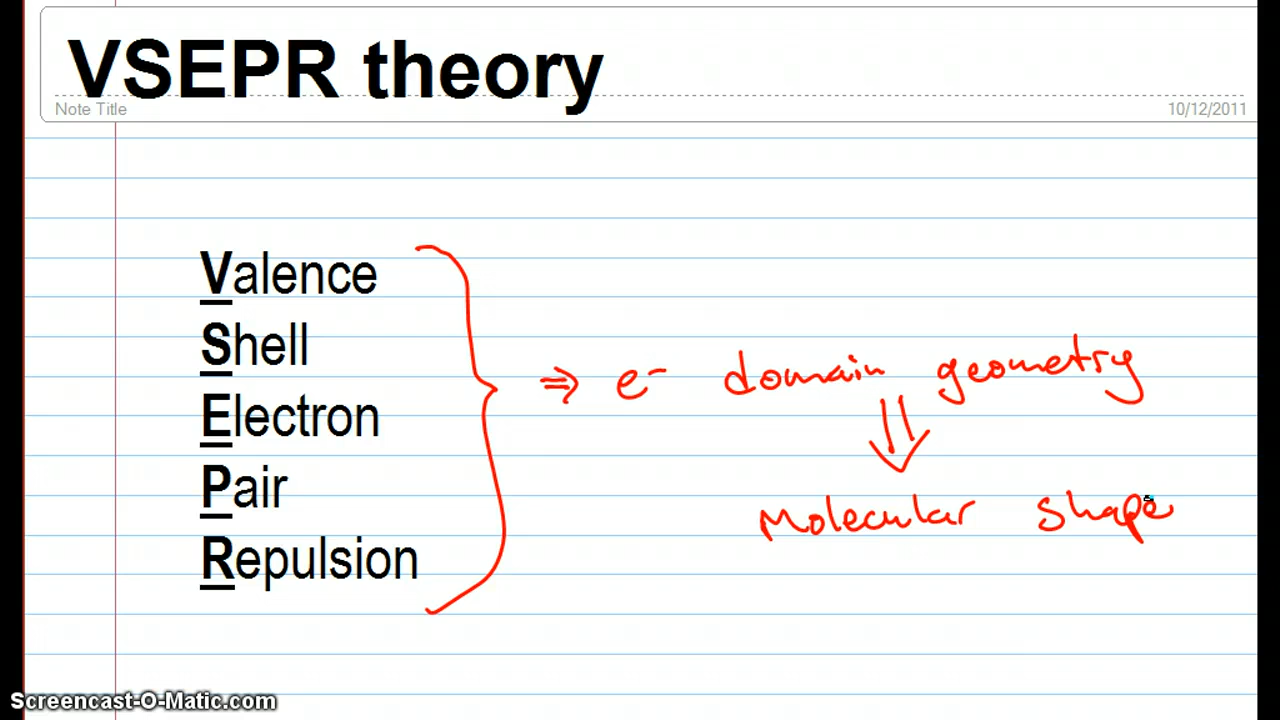 VSEPR theory
Note Title
10/12/2011
Valence
Shell
Electron
Pair
Repulsion
⇒ e⁻ domain geometry
⇓
Molecular shape
Screencast-O-Matic.com